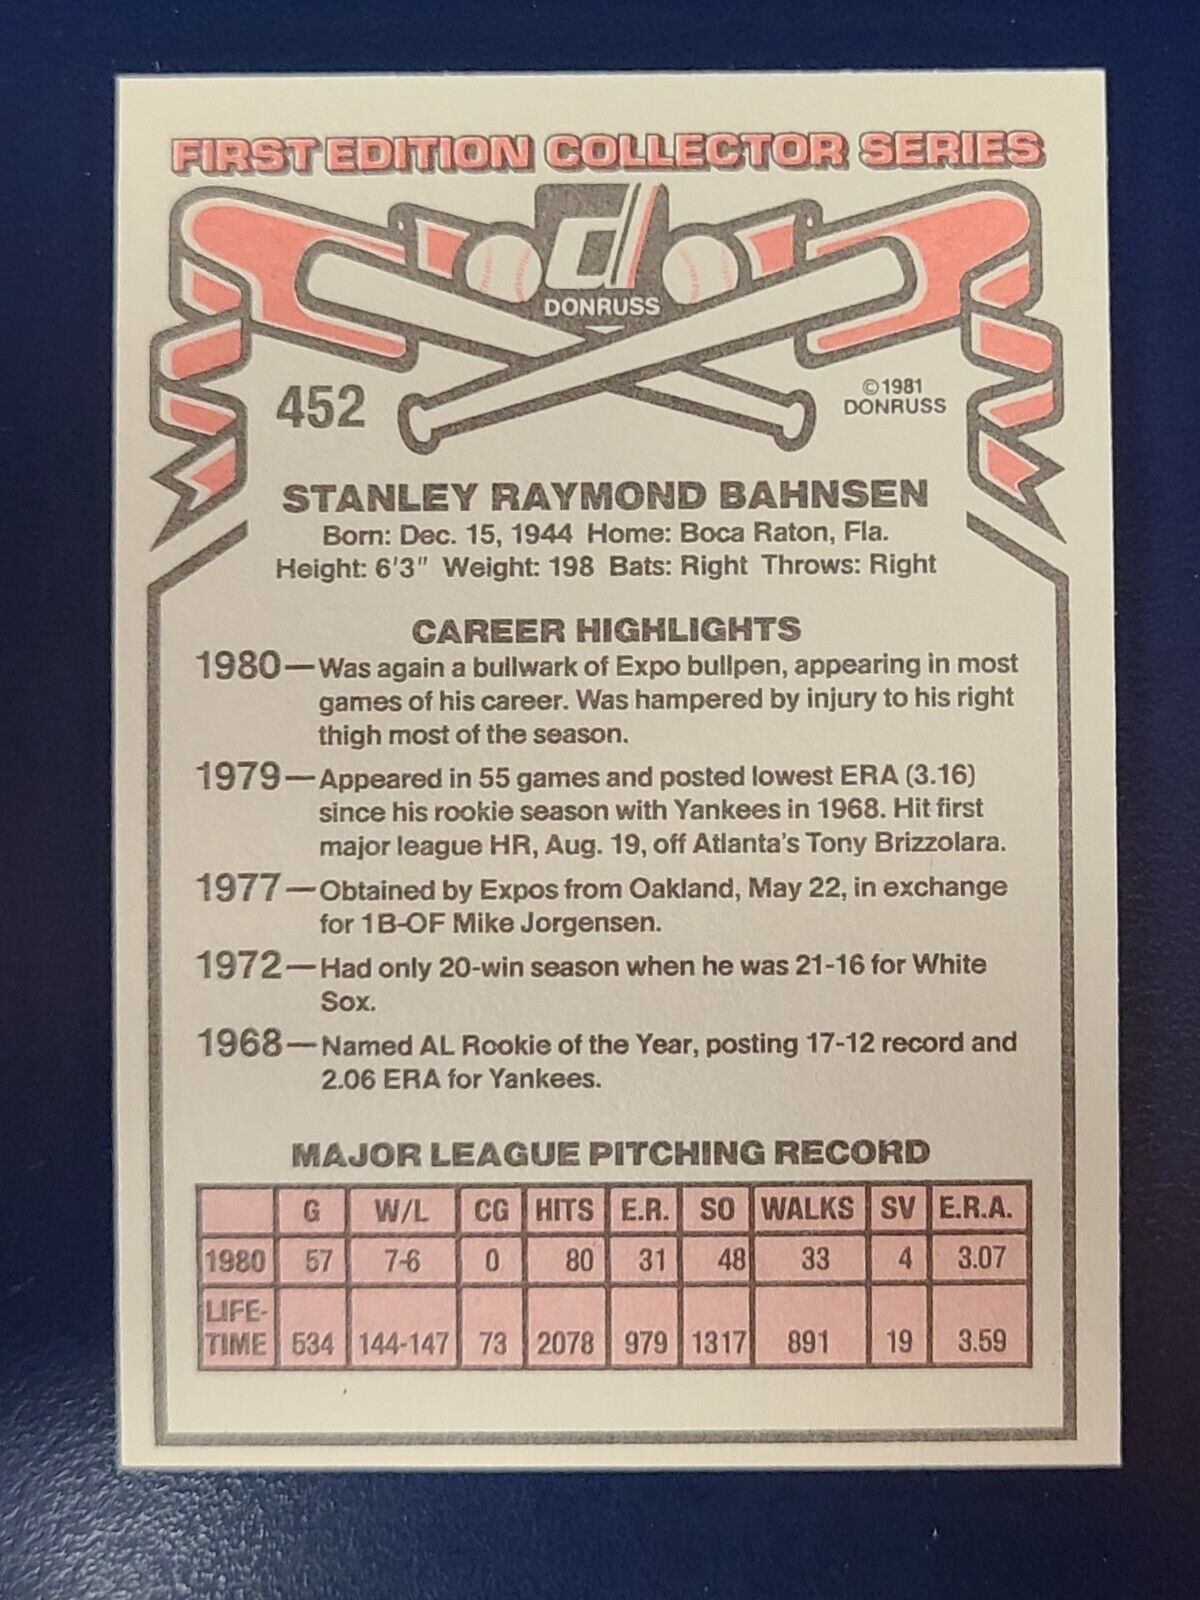 FIRST EDITION COLLECTOR SERIES
d
DONRUSS
452
©1981
DONRUSS
STANLEY RAYMOND BAHNSEN
Born: Dec. 15, 1944 Home: Boca Raton, Fla.
Height: 6'3" Weight: 198 Bats: Right Throws: Right
CAREER HIGHLIGHTS
1980—Was again a bullwark of Expo bullpen, appearing in most
games of his career. Was hampered by injury to his right
thigh most of the season.
1979—Appeared in 55 games and posted lowest ERA (3.16)
since his rookie season with Yankees in 1968. Hit first
major league HR, Aug. 19, off Atlanta's Tony Brizzolara.
1977—Obtained by Expos from Oakland, May 22, in exchange
for 1B-OF Mike Jorgensen.
1972—Had only 20-win season when he was 21-16 for White
Sox.
1968—Named AL Rookie of the Year, posting 17-12 record and
2.06 ERA for Yankees.
MAJOR LEAGUE PITCHING RECORD
G W/L CG HITS E.R. SO WALKS SV E.R.A.
1980 57 7-6 0 80 31 48 33 4 3.07
LIFE-
TIME 534 144-147 73 2078 979 1317 891 19 3.59